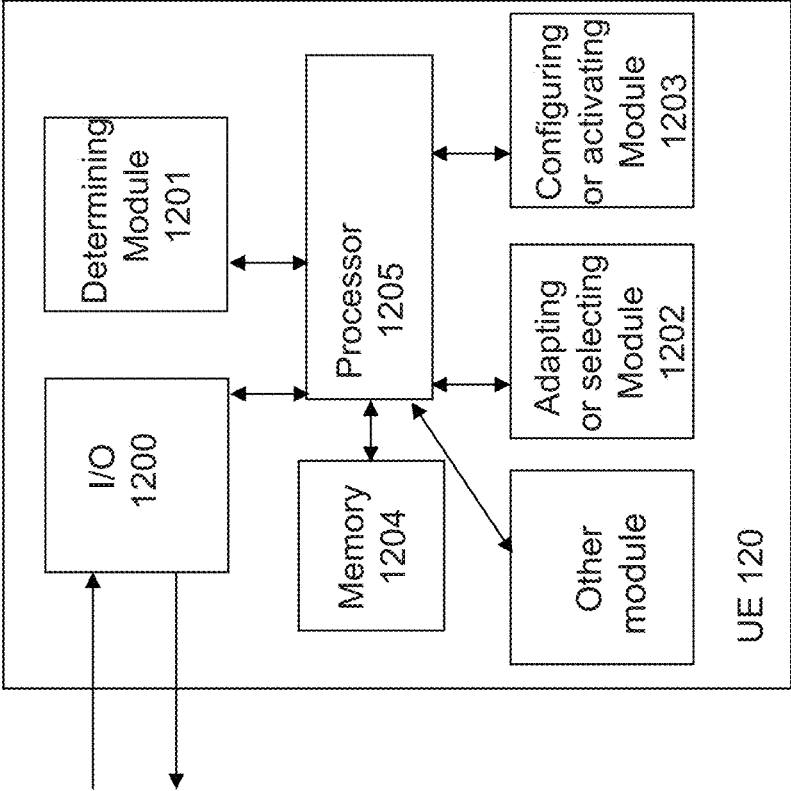 I/O
1200
Determining
Module
1201
Memory
1204
Processor
1205
Other
module
Adapting
or selecting
Module
1202
Configuring
or activating
Module
1203
UE 120